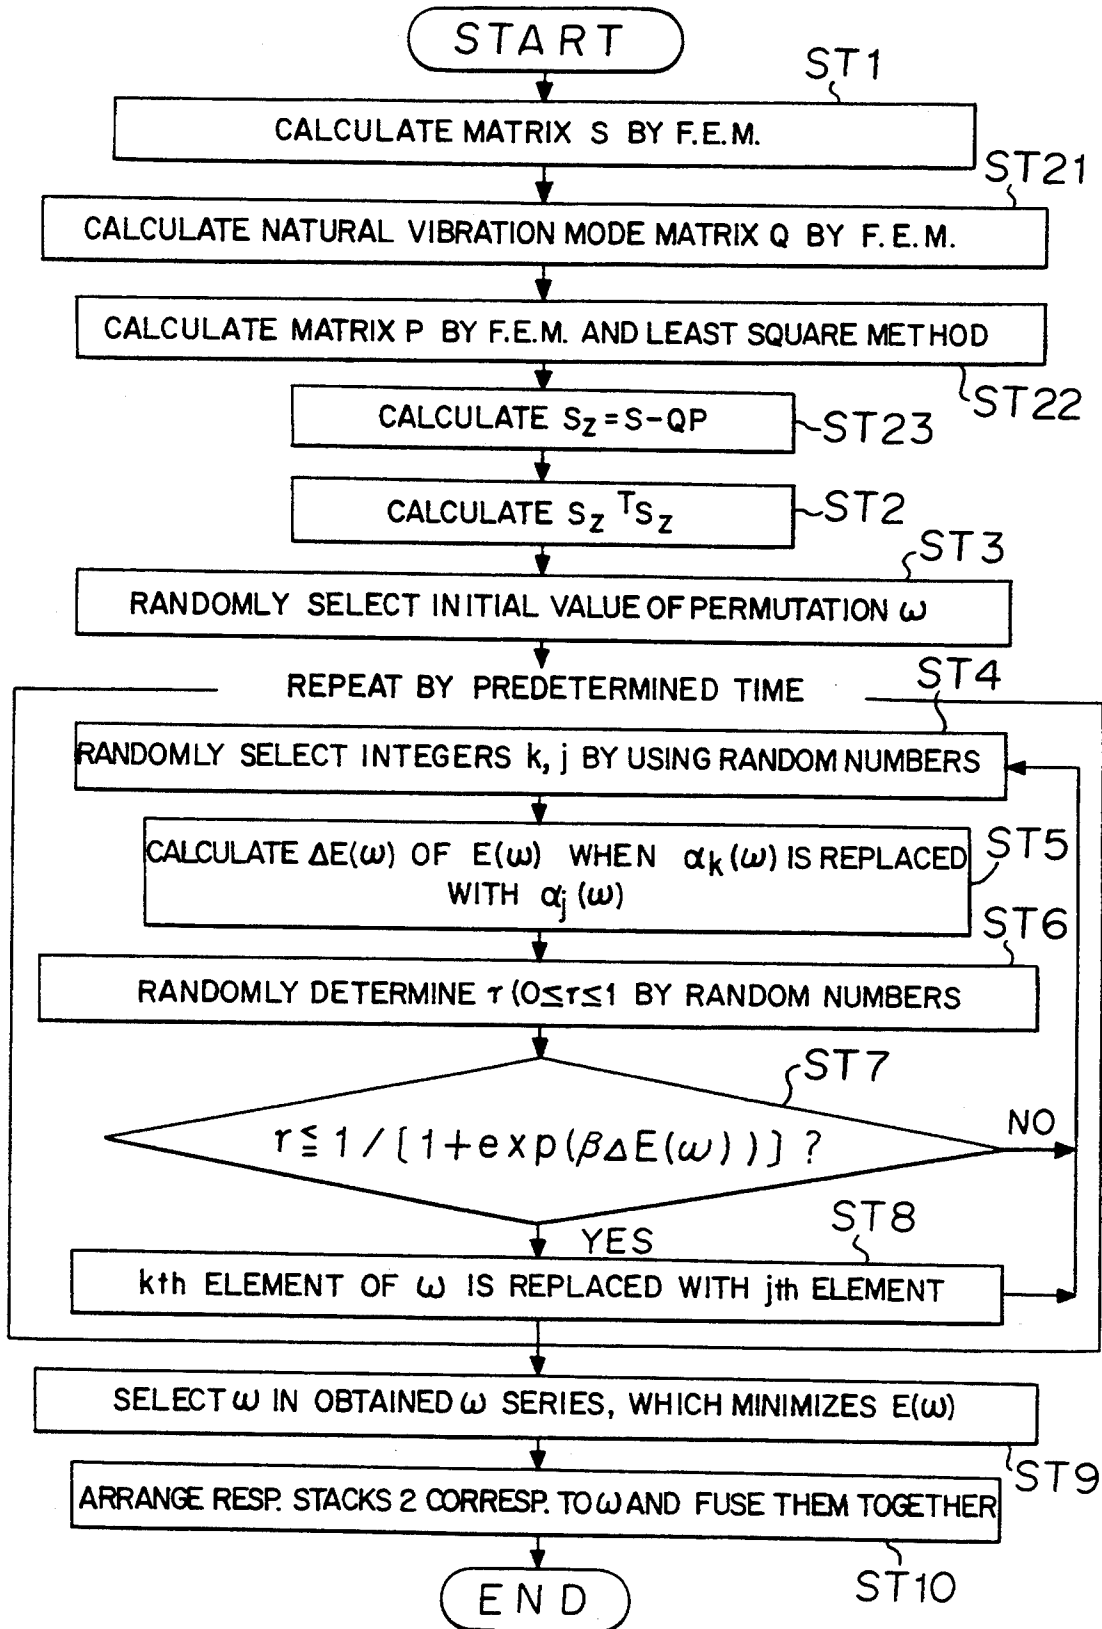 START
ST1
CALCULATE MATRIX S BY F.E.M.
ST21
CALCULATE NATURAL VIBRATION MODE MATRIX Q BY F.E.M.
CALCULATE MATRIX P BY F.E.M. AND LEAST SQUARE METHOD
ST22
CALCULATE Sz=S-QP
ST23
CALCULATE Sz ᵀSz
ST2
ST3
RANDOMLY SELECT INITIAL VALUE OF PERMUTATION ω
REPEAT BY PREDETERMINED TIME
ST4
RANDOMLY SELECT INTEGERS k, j BY USING RANDOM NUMBERS
CALCULATE ΔE(ω) OF E(ω) WHEN αk(ω) IS REPLACED
WITH αj(ω)
ST5
ST6
RANDOMLY DETERMINE r (0≤r≤1 BY RANDOM NUMBERS
ST7
r≦1/[1+exp(βΔE(ω))]?
NO
YES
ST8
kth ELEMENT OF ω IS REPLACED WITH jth ELEMENT
SELECT ω IN OBTAINED ω SERIES, WHICH MINIMIZES E(ω)
ST9
ARRANGE RESP. STACKS 2 CORRESP. TO ω AND FUSE THEM TOGETHER
ST10
END